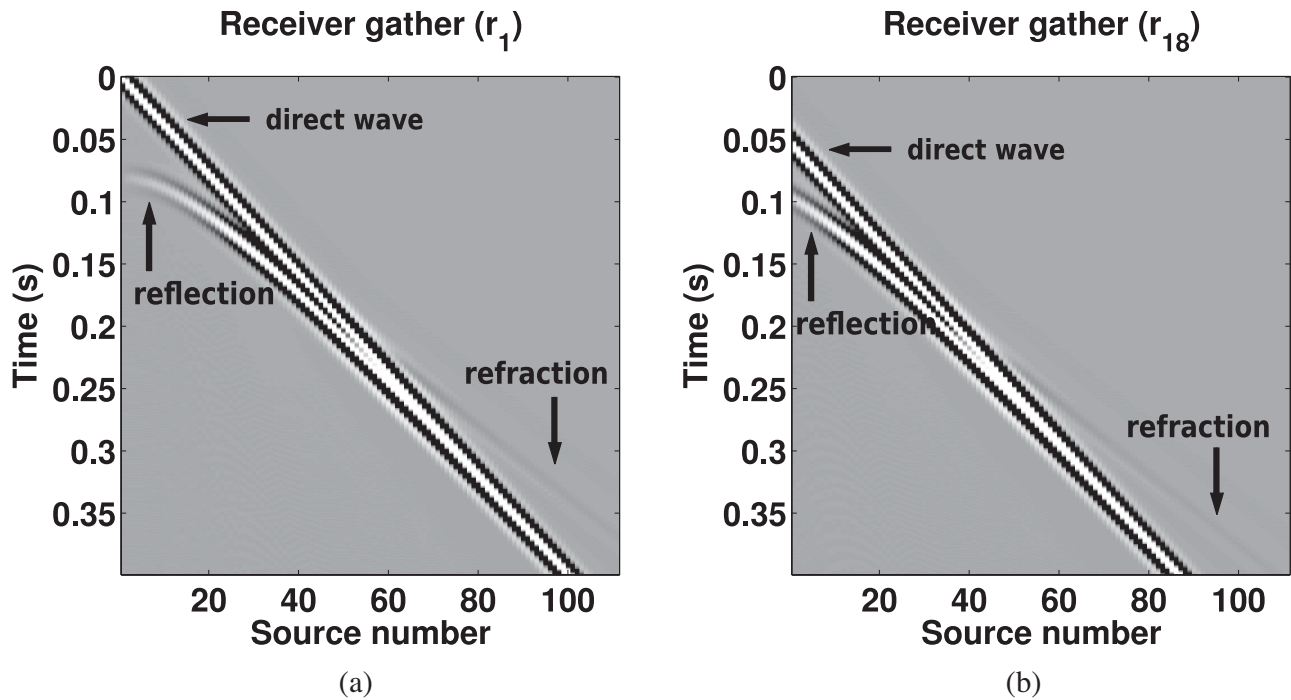 Receiver gather (r1)
0
0.05
0.1
0.15
0.2
0.25
0.3
0.35
Time (s)
direct wave
reflection
refraction
20 40 60 80 100
Source number
(a)
Receiver gather (r18)
0
0.05
0.1
0.15
0.2
0.25
0.3
0.35
Time (s)
direct wave
reflection
refraction
20 40 60 80 100
Source number
(b)